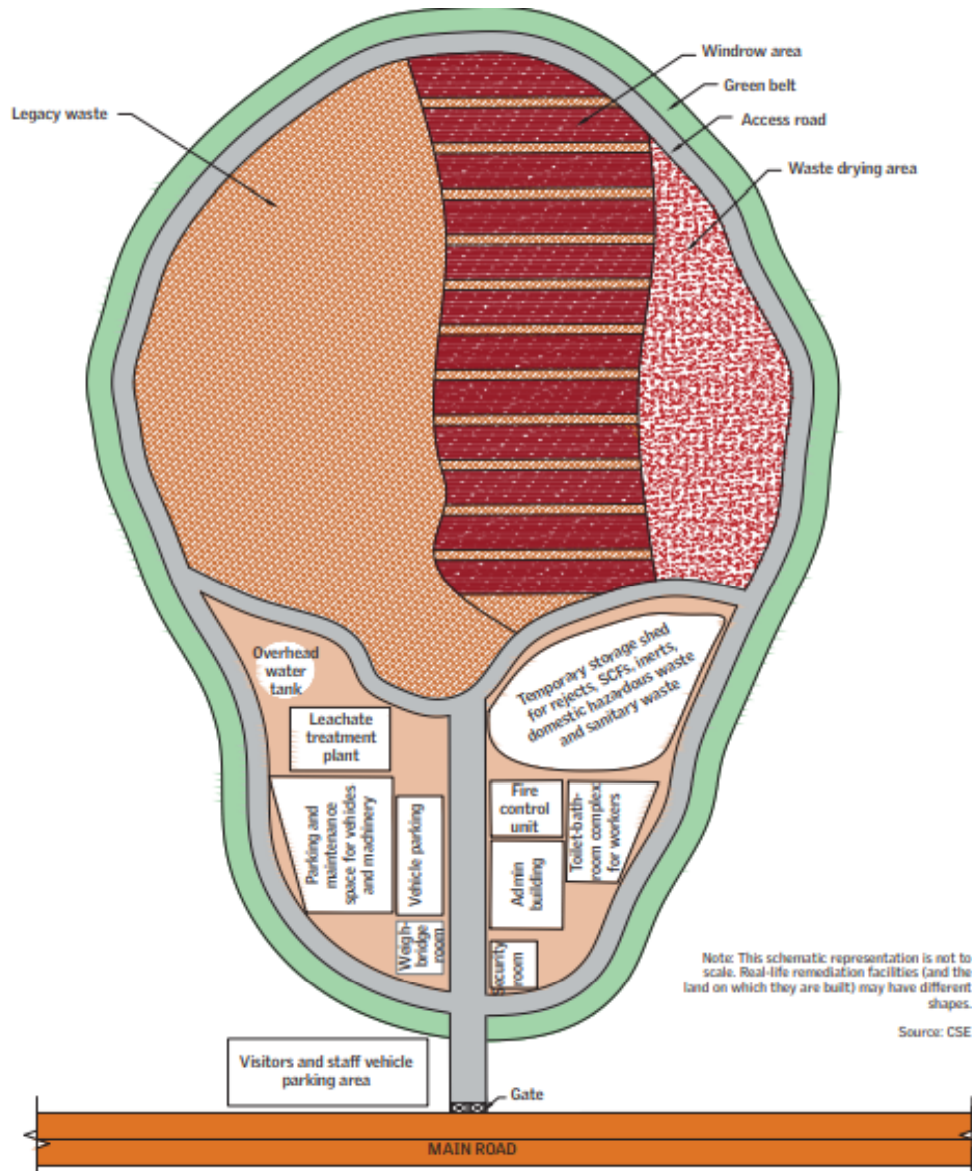 Windrow area
Green belt
Legacy waste
Access road
Waste drying area
Overhead
water
tank
Temporary storage shed
for rejects, SCFs, inerts,
domestic hazardous waste
and sanitary waste
Leachate
treatment
plant
Parking and
maintenance
space for vehicles
and machinery
Vehicle parking
Fire
control
unit
Toilet-bath-
room complex
for workers
Admin
building
Weigh-
bridge
room
Security
room
Note: This schematic representation is not to
scale. Real-life remediation facilities (and the
land on which they are built) may have different
shapes.
Source: CSE
Visitors and staff vehicle
parking area
Gate
MAIN ROAD